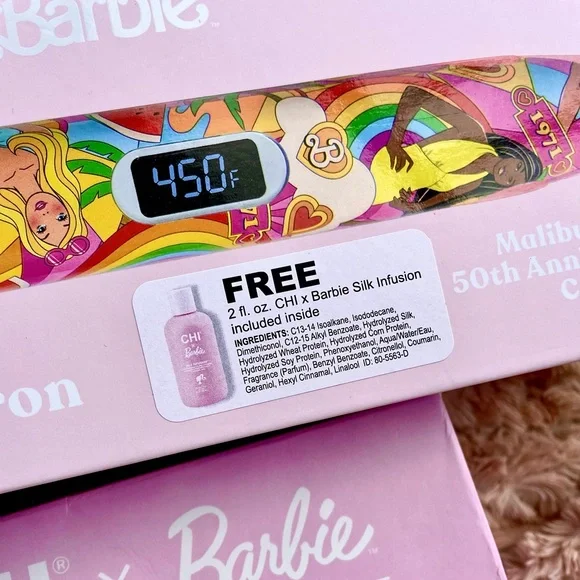 Barbie™
450F
B
1971
Malibu
50th Ann
C
FREE
2 fl. oz. CHI x Barbie Silk Infusion
included inside
INGREDIENTS: C13-14 Isoalkane, Isododecane,
Dimethiconol, C12-15 Alkyl Benzoate, Hydrolyzed Silk,
Hydrolyzed Wheat Protein, Hydrolyzed Corn Protein,
Hydrolyzed Soy Protein, Phenoxyethanol, Aqua/Water/Eau,
Fragrance (Parfum), Benzyl Benzoate, Citronellol, Coumarin,
Geraniol, Hexyl Cinnamal, Linalool ID: 80-5563-D
CHI
x
Barbie
ron
® x Barbie™